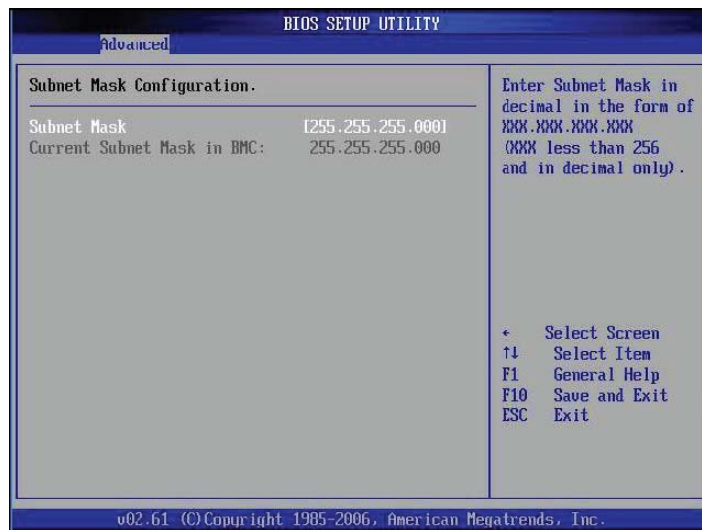 BIOS SETUP UTILITY
Advanced
Subnet Mask Configuration.
Subnet Mask [255.255.255.000]
Current Subnet Mask in BMC: 255.255.255.000
Enter Subnet Mask in
decimal in the form of
XXX.XXX.XXX.XXX
(XXX less than 256
and in decimal only).
← Select Screen
↑↓ Select Item
F1 General Help
F10 Save and Exit
ESC Exit
v02.61 (C)Copyright 1985-2006, American Megatrends, Inc.